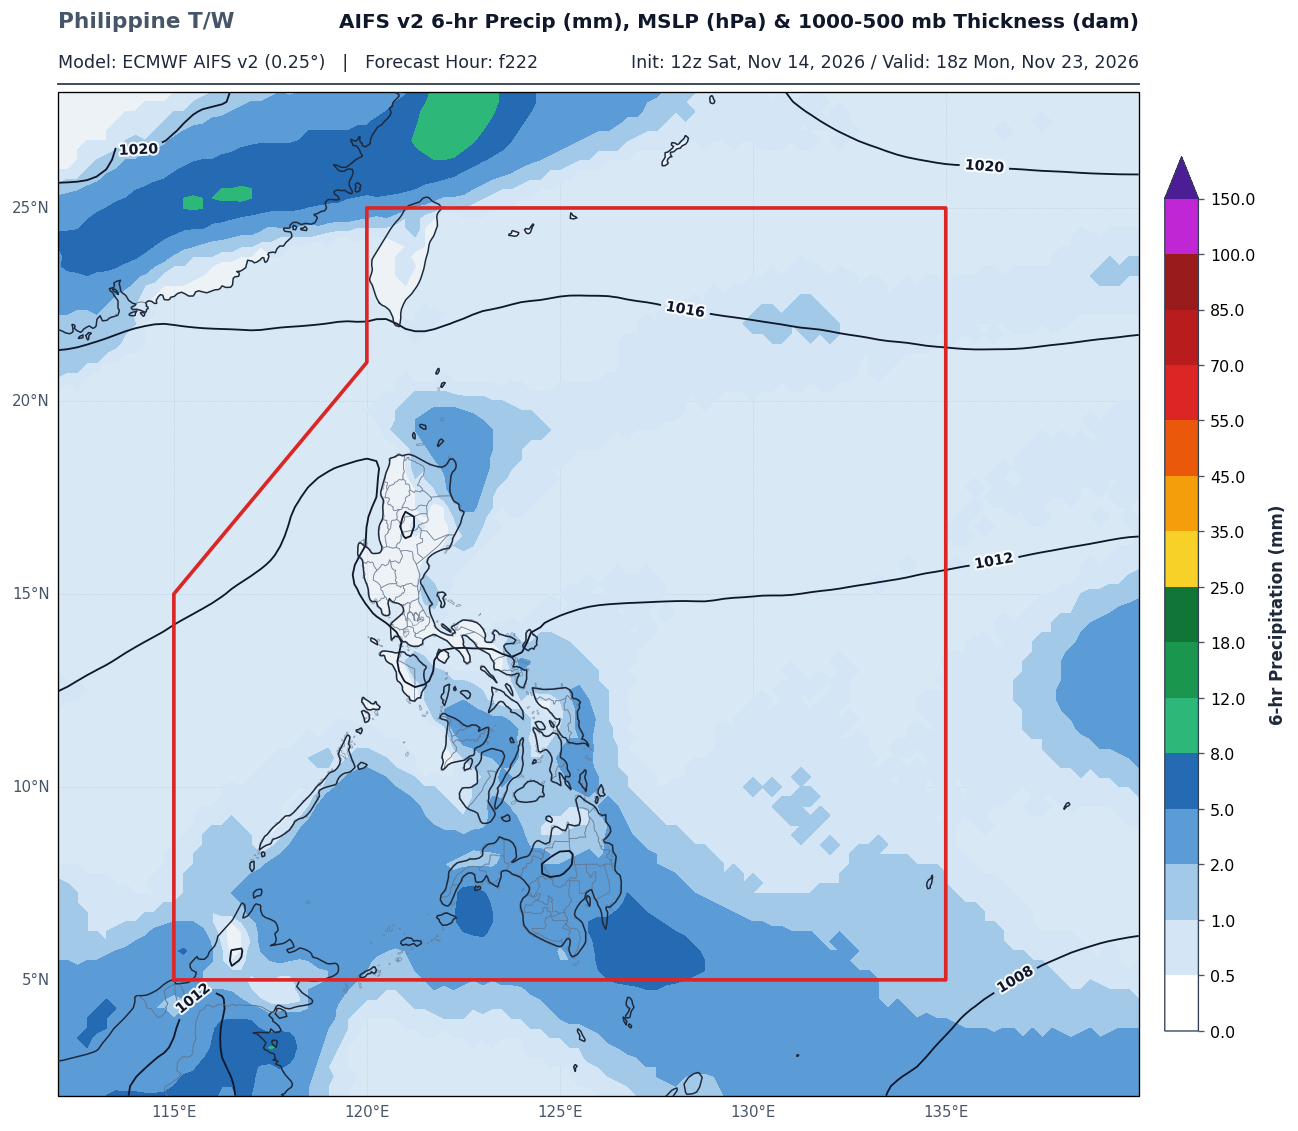 Philippine T/W
AIFS v2 6-hr Precip (mm), MSLP (hPa) & 1000-500 mb Thickness (dam)
Model: ECMWF AIFS v2 (0.25°) | Forecast Hour: f222
Init: 12z Sat, Nov 14, 2026 / Valid: 18z Mon, Nov 23, 2026
1020
1020
1016
1012
1012
1008
25°N
20°N
15°N
10°N
5°N
115°E
120°E
125°E
130°E
135°E
150.0
100.0
85.0
70.0
55.0
45.0
35.0
25.0
18.0
12.0
8.0
5.0
2.0
1.0
0.5
0.0
6-hr Precipitation (mm)